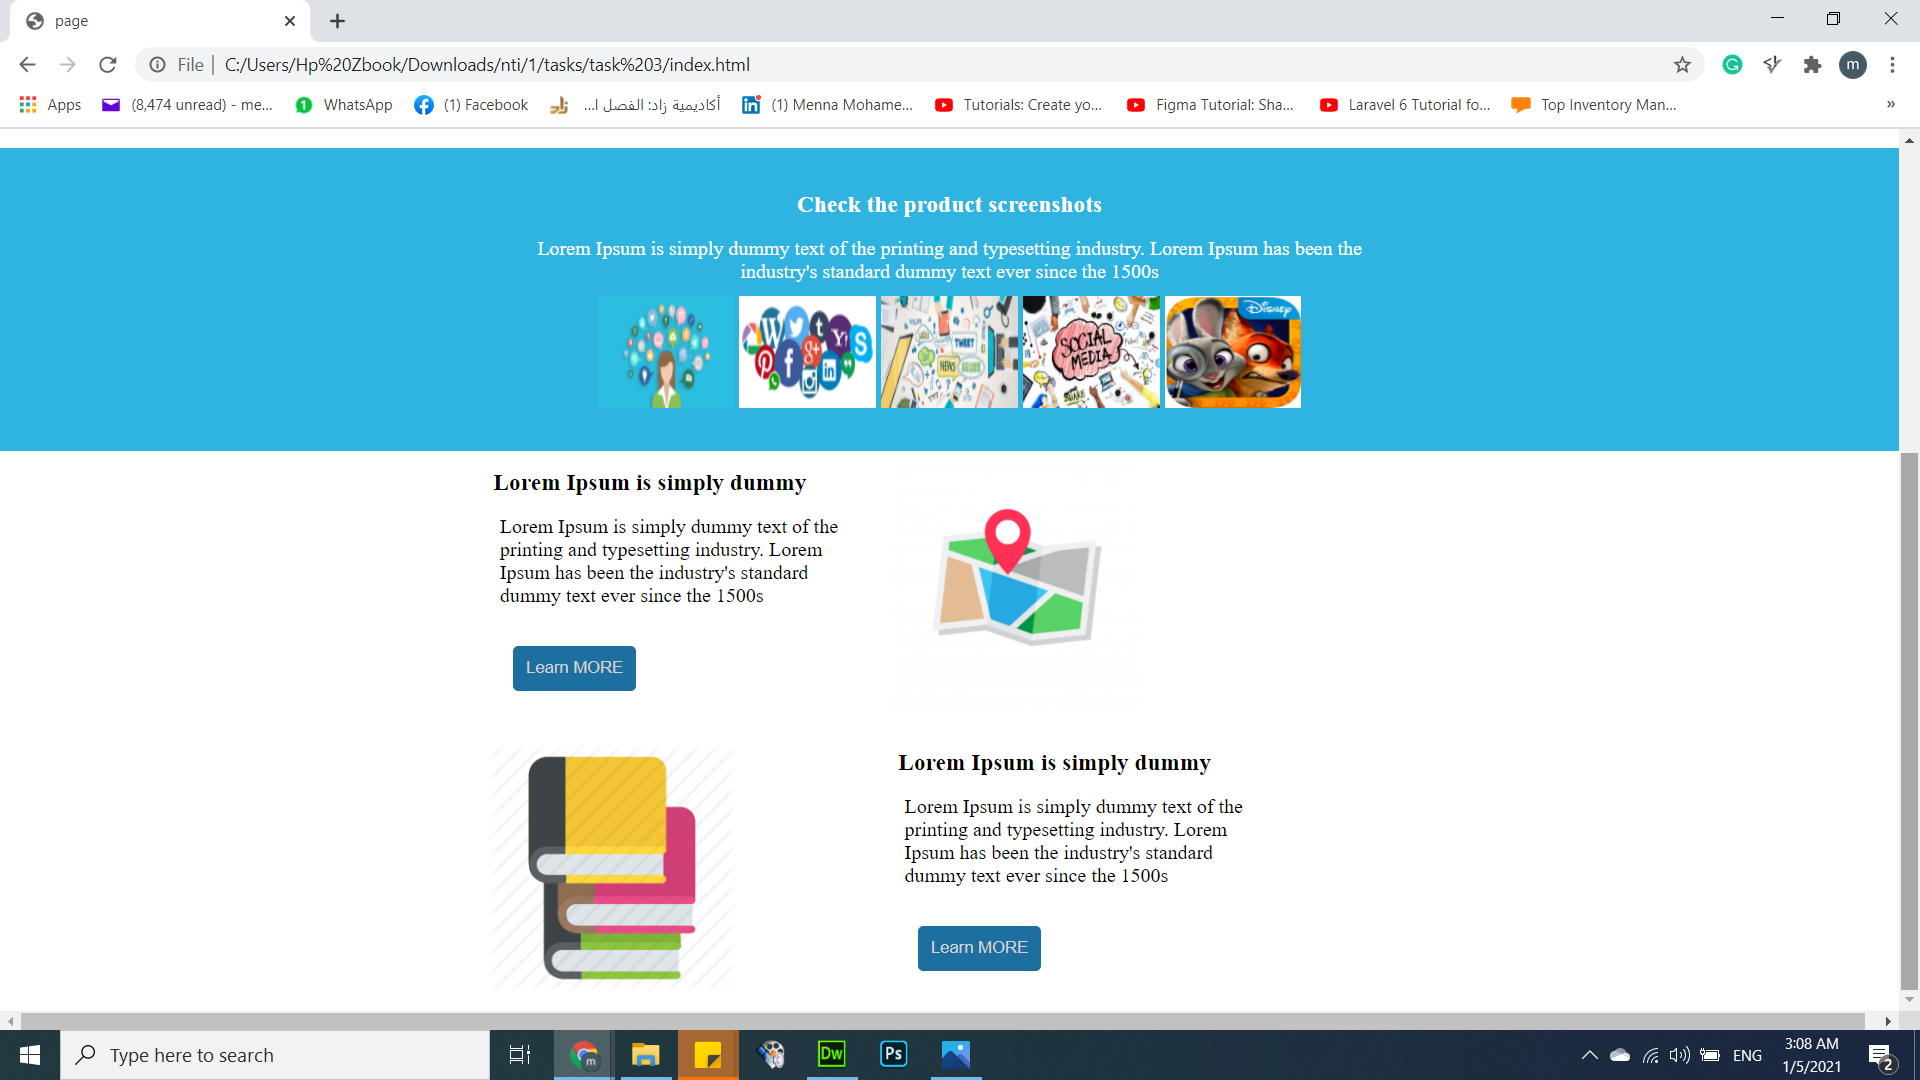 page
File
C:/Users/Hp%20Zbook/Downloads/nti/1/tasks/task%203/index.html
m
Apps
(8,474 unread) - me...
WhatsApp
(1) Facebook
أكاديمية زاد: الفصل ا...
(1) Menna Mohame...
Tutorials: Create yo...
Figma Tutorial: Sha...
Laravel 6 Tutorial fo...
Top Inventory Man...
»
Check the product screenshots
Lorem Ipsum is simply dummy text of the printing and typesetting industry. Lorem Ipsum has been the
industry's standard dummy text ever since the 1500s
TWEET
NEWS
SOCIAL
MEDIA
SHARE
Disney
ZPD
Lorem Ipsum is simply dummy
Lorem Ipsum is simply dummy text of the
printing and typesetting industry. Lorem
Ipsum has been the industry's standard
dummy text ever since the 1500s
Learn MORE
Lorem Ipsum is simply dummy
Lorem Ipsum is simply dummy text of the
printing and typesetting industry. Lorem
Ipsum has been the industry's standard
dummy text ever since the 1500s
Learn MORE
Type here to search
m
Dw
Ps
ENG
3:08 AM
1/5/2021
2